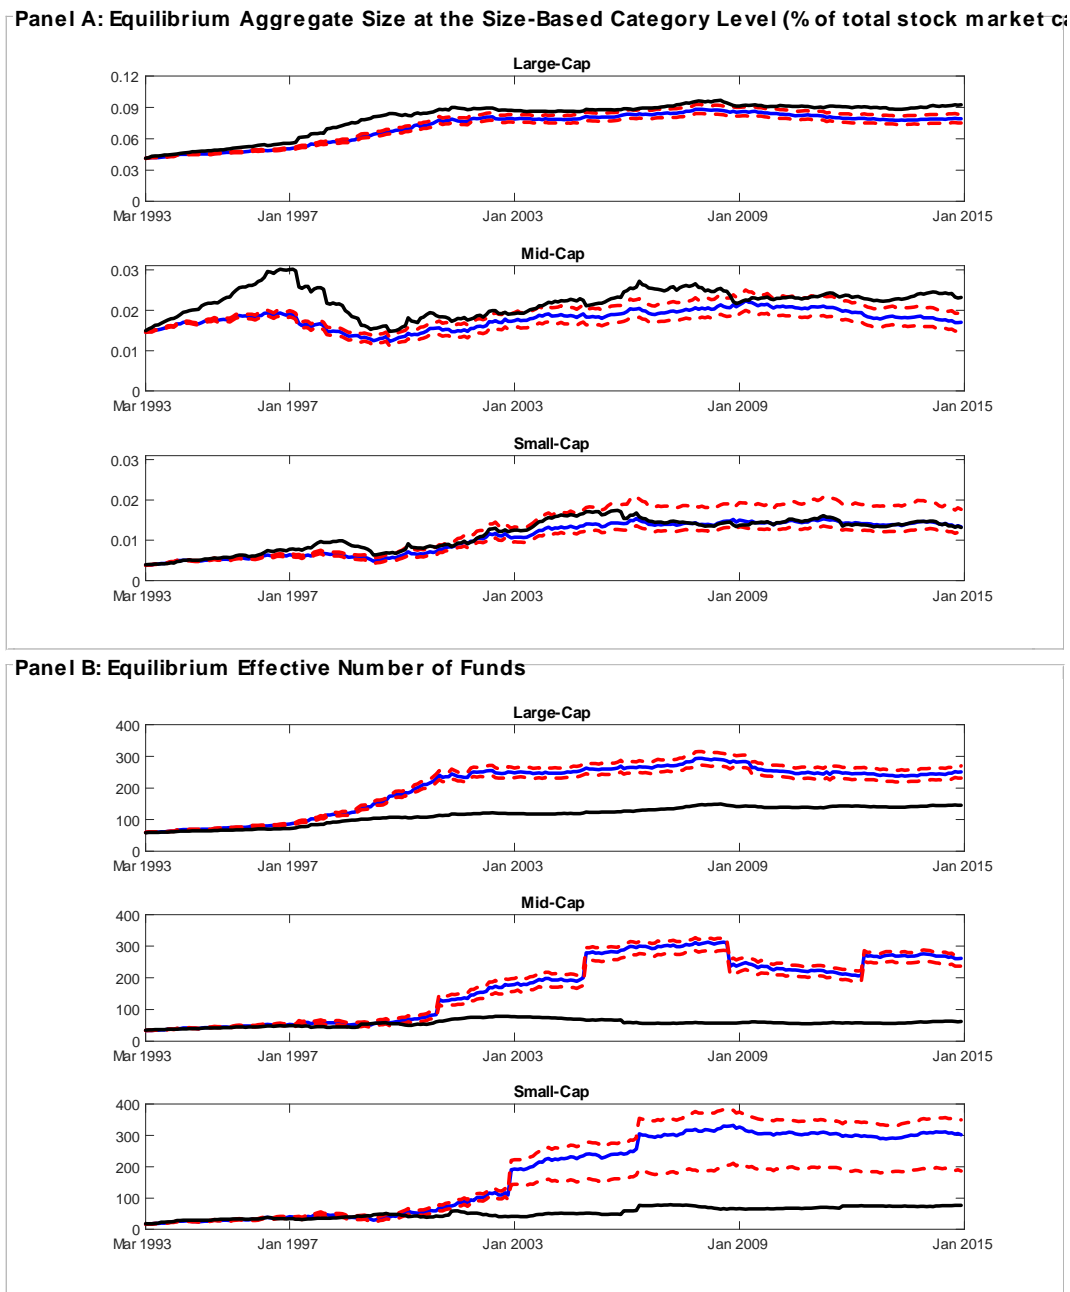 Panel A: Equilibrium Aggregate Size at the Size-Based Category Level (% of total stock market ca
Large-Cap
0.12
0.09
0.06
0.03
0
Mar 1993 Jan 1997 Jan 2003 Jan 2009 Jan 2015
Mid-Cap
0.03
0.02
0.01
0
Mar 1993 Jan 1997 Jan 2003 Jan 2009 Jan 2015
Small-Cap
0.03
0.02
0.01
0
Mar 1993 Jan 1997 Jan 2003 Jan 2009 Jan 2015
Panel B: Equilibrium Effective Number of Funds
Large-Cap
400
300
200
100
0
Mar 1993 Jan 1997 Jan 2003 Jan 2009 Jan 2015
Mid-Cap
400
300
200
100
0
Mar 1993 Jan 1997 Jan 2003 Jan 2009 Jan 2015
Small-Cap
400
300
200
100
0
Mar 1993 Jan 1997 Jan 2003 Jan 2009 Jan 2015